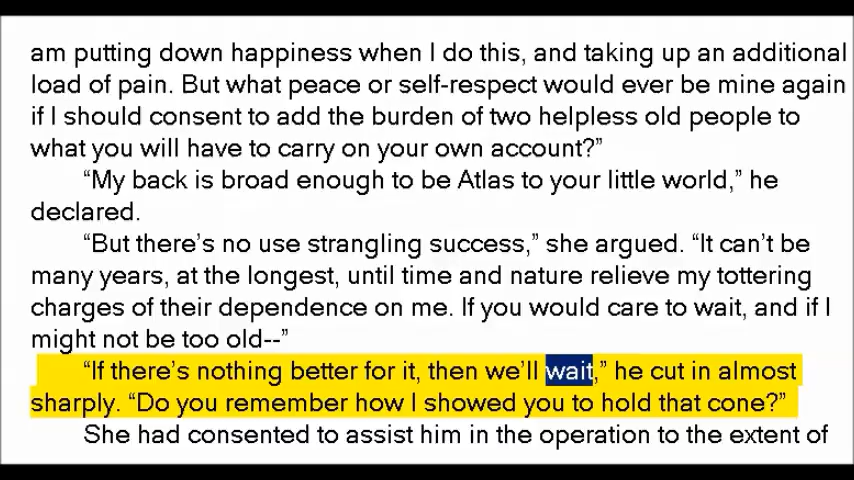 am putting down happiness when I do this, and taking up an additional
load of pain. But what peace or self-respect would ever be mine again
if I should consent to add the burden of two helpless old people to
what you will have to carry on your own account?”
“My back is broad enough to be Atlas to your little world,” he
declared.
“But there’s no use strangling success,” she argued. “It can’t be
many years, at the longest, until time and nature relieve my tottering
charges of their dependence on me. If you would care to wait, and if I
might not be too old--”
“If there’s nothing better for it, then we’ll wait,” he cut in almost
sharply. “Do you remember how I showed you to hold that cone?”
She had consented to assist him in the operation to the extent of